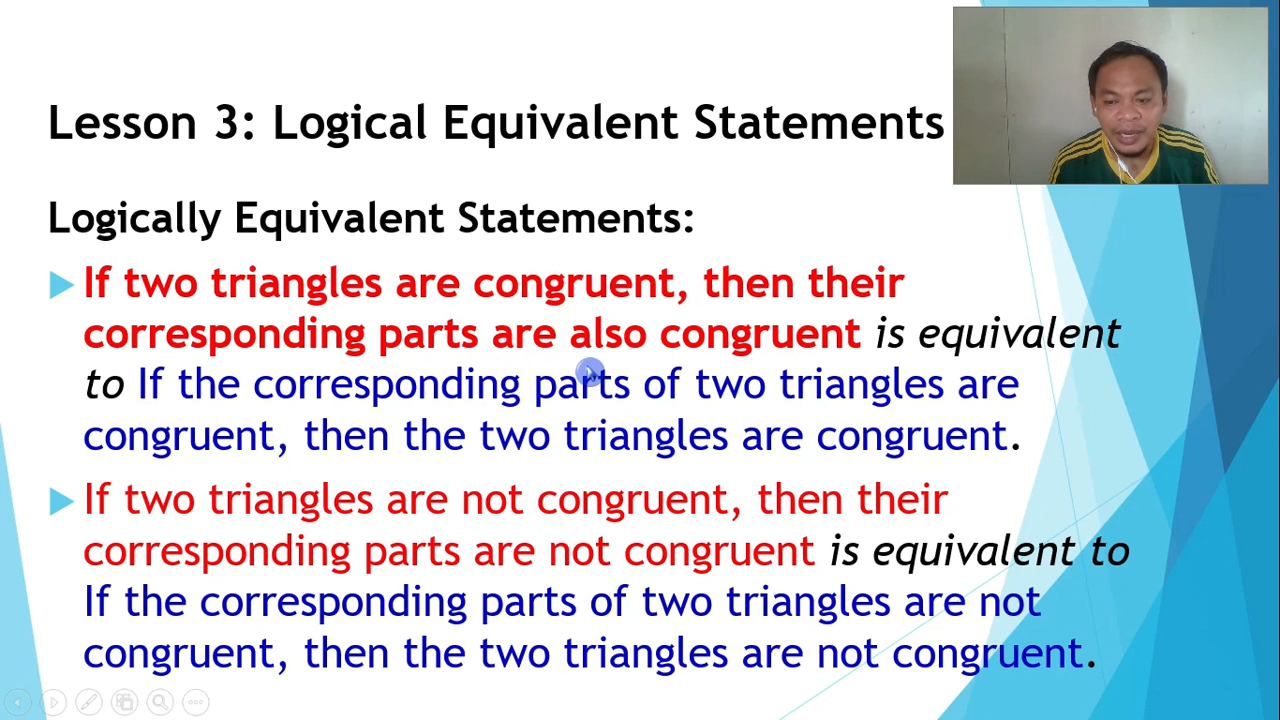 Lesson 3: Logical Equivalent Statements
Logically Equivalent Statements:
If two triangles are congruent, then their
corresponding parts are also congruent is equivalent
to If the corresponding parts of two triangles are
congruent, then the two triangles are congruent.
If two triangles are not congruent, then their
corresponding parts are not congruent is equivalent to
If the corresponding parts of two triangles are not
congruent, then the two triangles are not congruent.